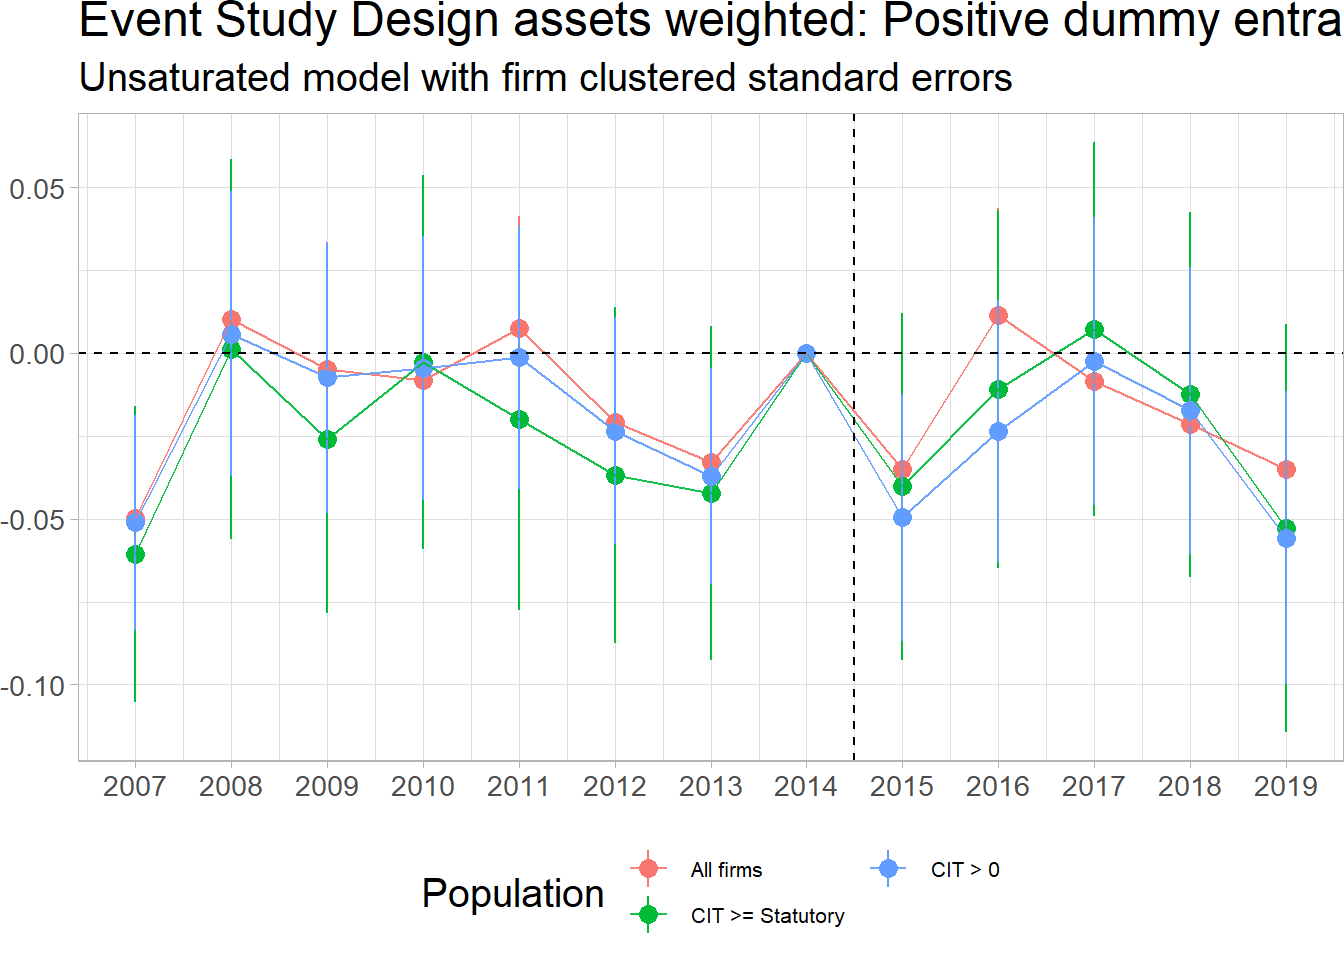 Event Study Design assets weighted: Positive dummy entra
Unsaturated model with firm clustered standard errors
0.05
0.00
-0.05
-0.10
2007 2008 2009 2010 2011 2012 2013 2014 2015 2016 2017 2018 2019
Population
All firms
CIT > 0
CIT >= Statutory